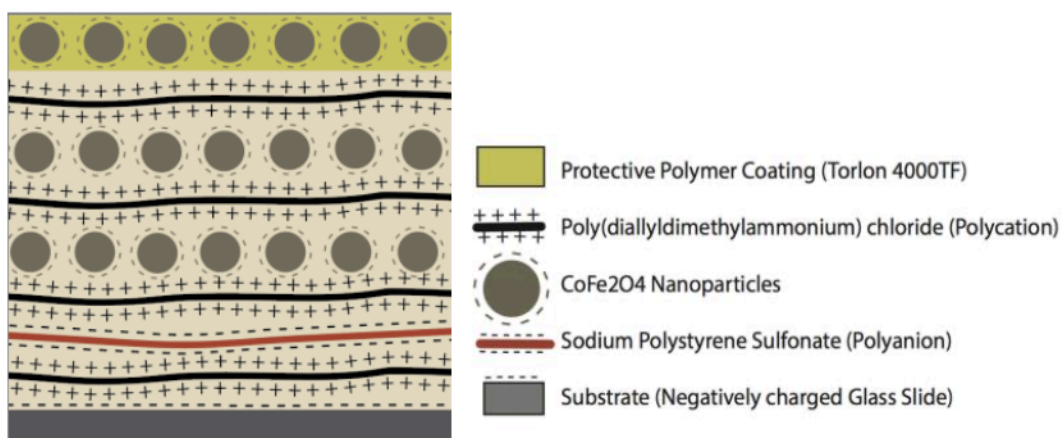 Protective Polymer Coating (Torlon 4000TF)
Poly(diallyldimethylammonium) chloride (Polycation)
CoFe2O4 Nanoparticles
Sodium Polystyrene Sulfonate (Polyanion)
Substrate (Negatively charged Glass Slide)